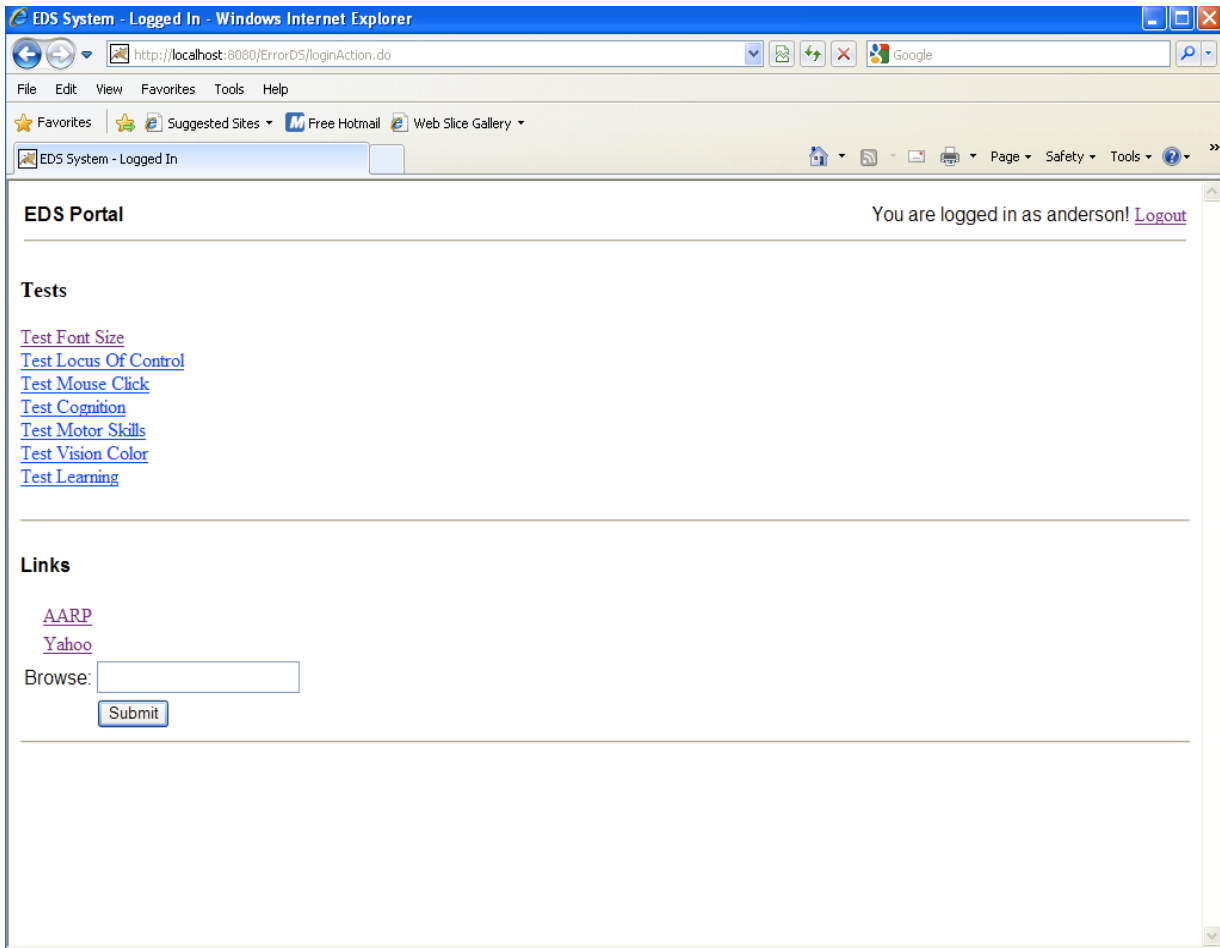 EDS System - Logged In - Windows Internet Explorer
http://localhost:8080/ErrorDS/loginAction.do
Google
File Edit View Favorites Tools Help
Favorites Suggested Sites Free Hotmail Web Slice Gallery
EDS System - Logged In
Page Safety Tools »
EDS Portal
You are logged in as anderson! Logout
Tests
Test Font Size
Test Locus Of Control
Test Mouse Click
Test Cognition
Test Motor Skills
Test Vision Color
Test Learning
Links
AARP
Yahoo
Browse:
Submit